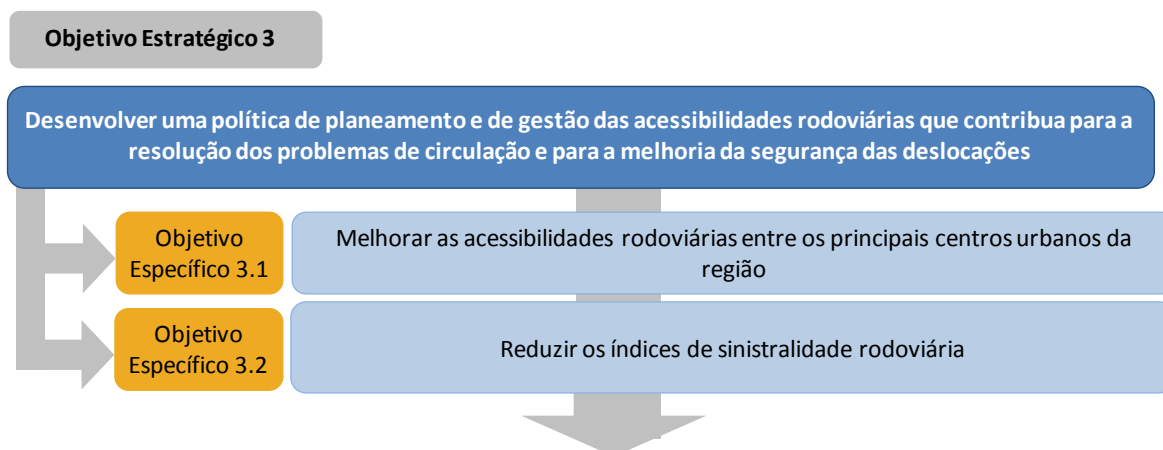 Objetivo Estratégico 3
Desenvolver uma política de planeamento e de gestão das acessibilidades rodoviárias que contribua para a
resolução dos problemas de circulação e para a melhoria da segurança das deslocações
Objetivo
Específico 3.1
Melhorar as acessibilidades rodoviárias entre os principais centros urbanos da
região
Objetivo
Específico 3.2
Reduzir os índices de sinistralidade rodoviária